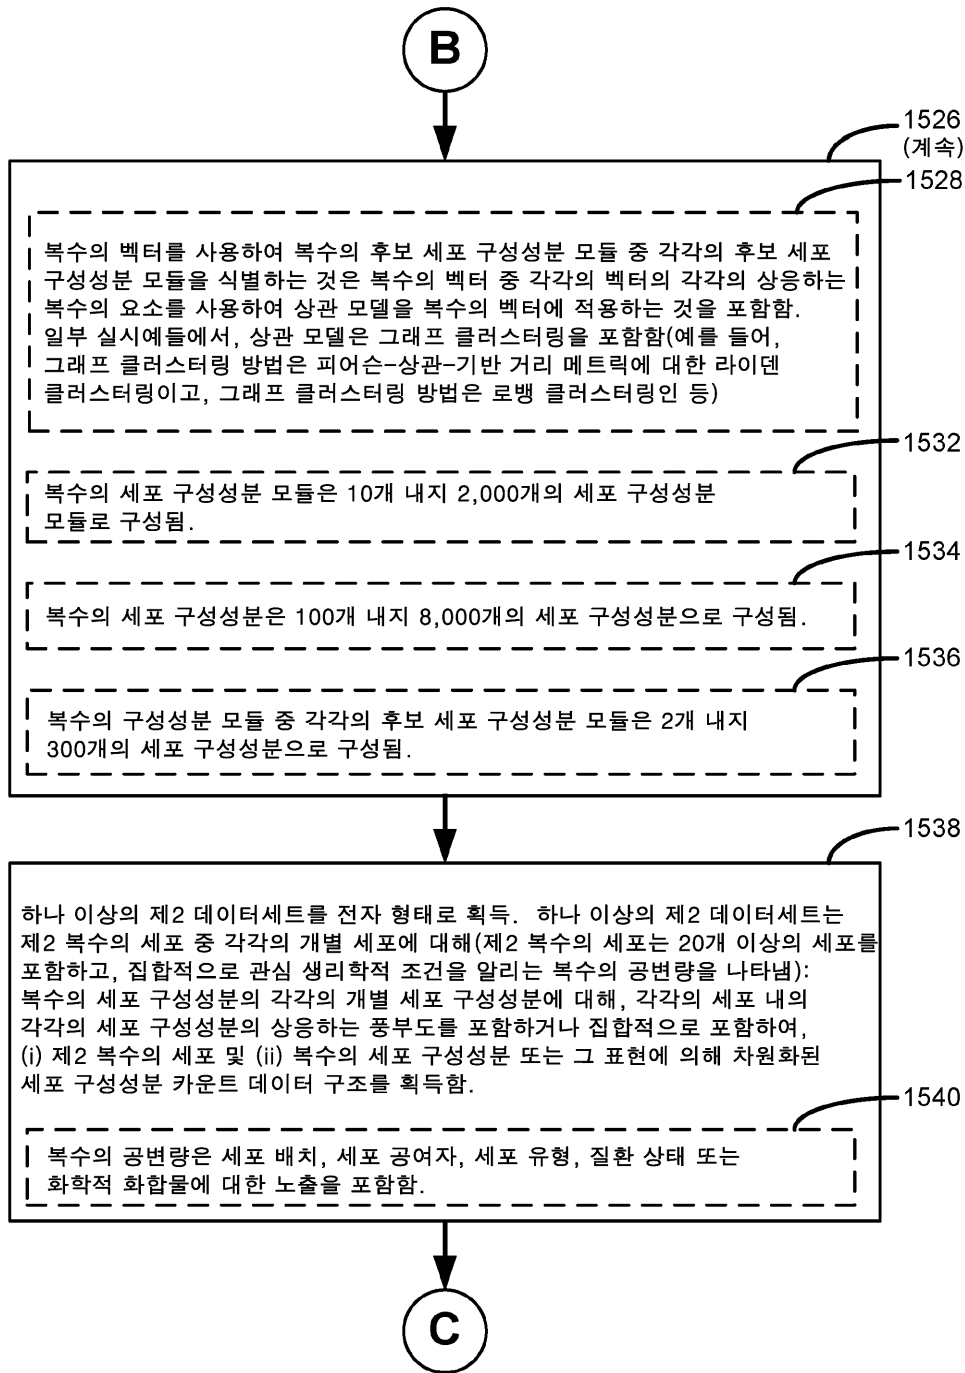 B
1526
(계속)
1528
복수의 벡터를 사용하여 복수의 후보 세포 구성성분 모듈 중 각각의 후보 세포
구성성분 모듈을 식별하는 것은 복수의 벡터 중 각각의 벡터의 각각의 상응하는
복수의 요소를 사용하여 상관 모델을 복수의 벡터에 적용하는 것을 포함함.
일부 실시예들에서, 상관 모델은 그래프 클러스터링을 포함함(예를 들어,
그래프 클러스터링 방법은 피어슨-상관-기반 거리 메트릭에 대한 라이덴
클러스터링이고, 그래프 클러스터링 방법은 로뱅 클러스터링인 등)
1532
복수의 세포 구성성분 모듈은 10개 내지 2,000개의 세포 구성성분
모듈로 구성됨.
1534
복수의 세포 구성성분은 100개 내지 8,000개의 세포 구성성분으로 구성됨.
1536
복수의 구성성분 모듈 중 각각의 후보 세포 구성성분 모듈은 2개 내지
300개의 세포 구성성분으로 구성됨.
1538
하나 이상의 제2 데이터세트를 전자 형태로 획득. 하나 이상의 제2 데이터세트는
제2 복수의 세포 중 각각의 개별 세포에 대해(제2 복수의 세포는 20개 이상의 세포를
포함하고, 집합적으로 관심 생리학적 조건을 알리는 복수의 공변량을 나타냄):
복수의 세포 구성성분의 각각의 개별 세포 구성성분에 대해, 각각의 세포 내의
각각의 세포 구성성분의 상응하는 풍부도를 포함하거나 집합적으로 포함하여,
(i) 제2 복수의 세포 및 (ii) 복수의 세포 구성성분 또는 그 표현에 의해 차원화된
세포 구성성분 카운트 데이터 구조를 획득함.
1540
복수의 공변량은 세포 배치, 세포 공여자, 세포 유형, 질환 상태 또는
화학적 화합물에 대한 노출을 포함함.
C